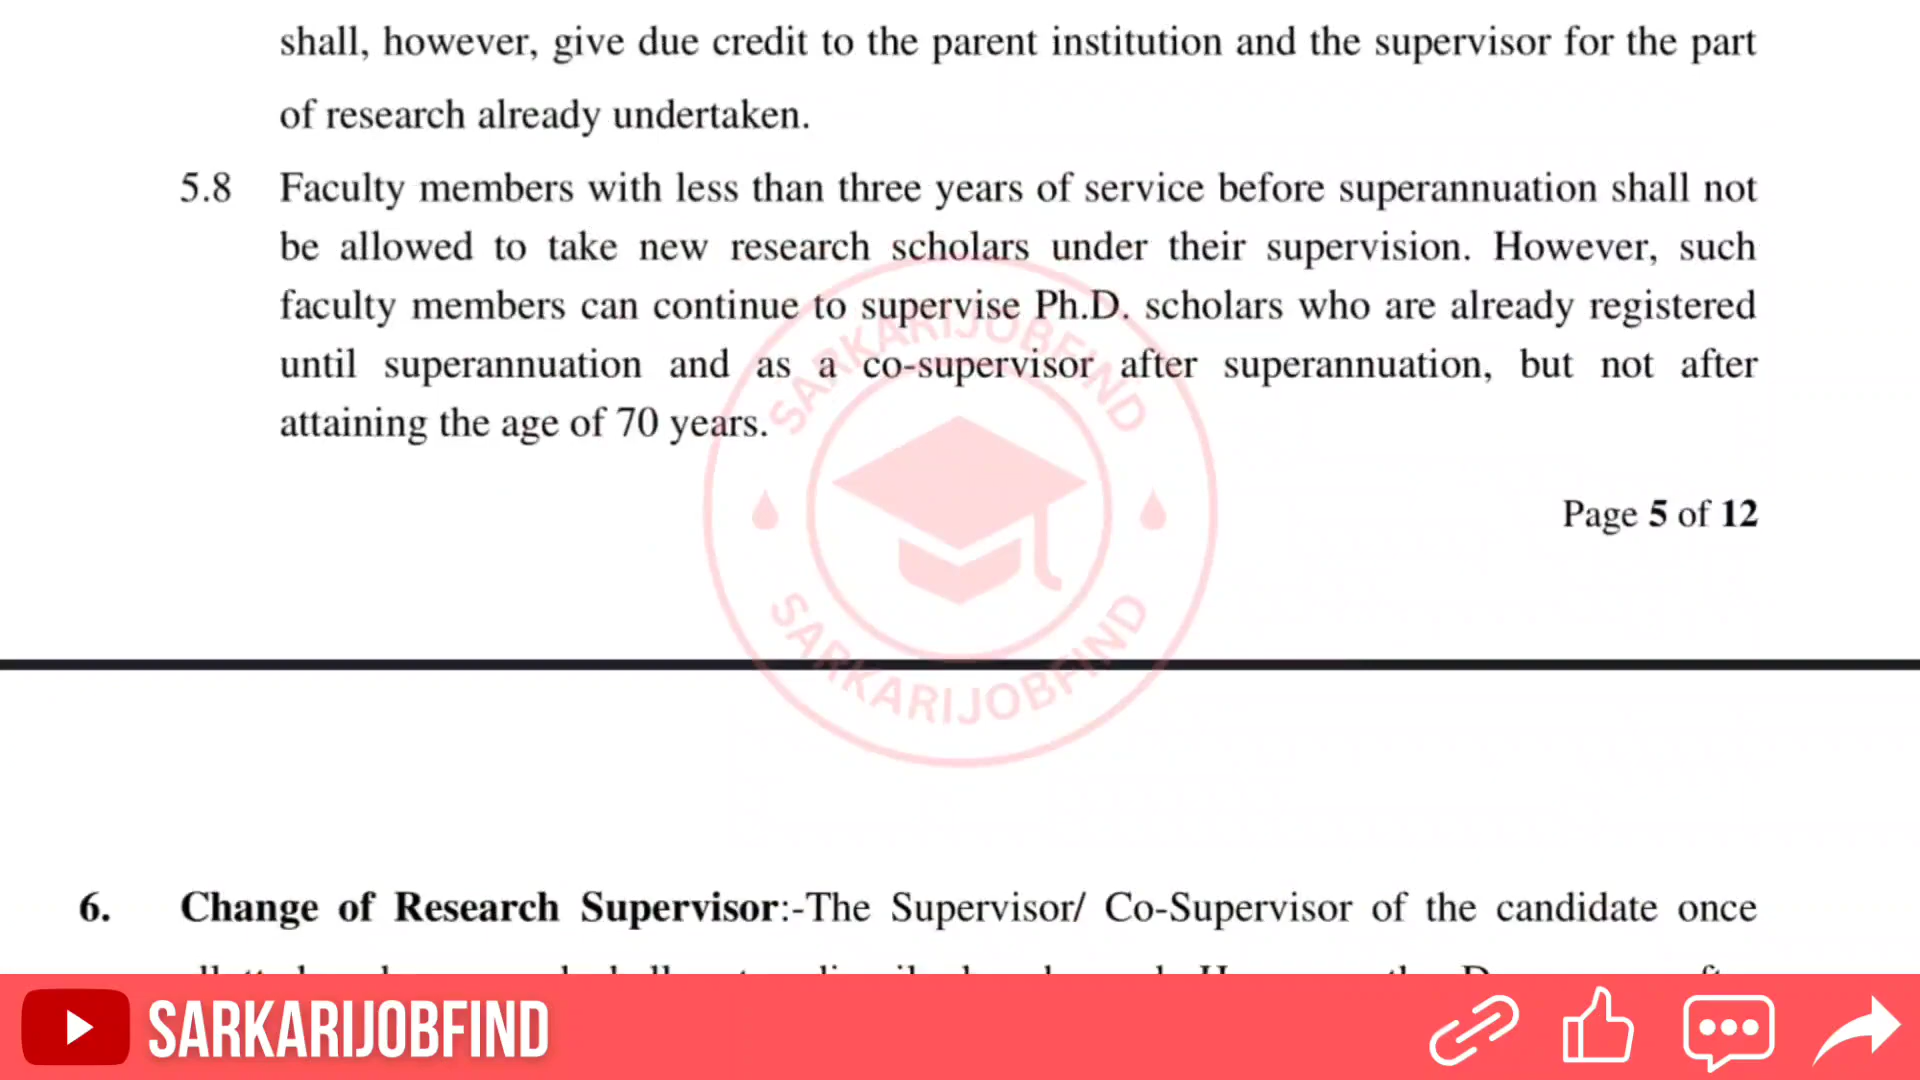 shall, however, give due credit to the parent institution and the supervisor for the part
of research already undertaken.
5.8 Faculty members with less than three years of service before superannuation shall not
be allowed to take new research scholars under their supervision. However, such
faculty members can continue to supervise Ph.D. scholars who are already registered
until superannuation and as a co-supervisor after superannuation, but not after
attaining the age of 70 years.
SARKARIJOBFIND
SARKARIJOBFIND
Page 5 of 12
6. Change of Research Supervisor:-The Supervisor/ Co-Supervisor of the candidate once
SARKARIJOBFIND